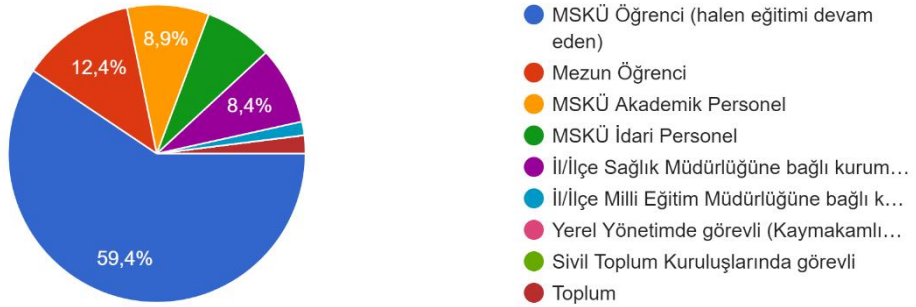 8,9%
12,4%
8,4%
59,4%
MSKÜ Öğrenci (halen eğitimi devam
eden)
Mezun Öğrenci
MSKÜ Akademik Personel
MSKÜ İdari Personel
İl/İlçe Sağlık Müdürlüğüne bağlı kurum…
İl/İlçe Milli Eğitim Müdürlüğüne bağlı k…
Yerel Yönetimde görevli (Kaymakamlı…
Sivil Toplum Kuruluşlarında görevli
Toplum